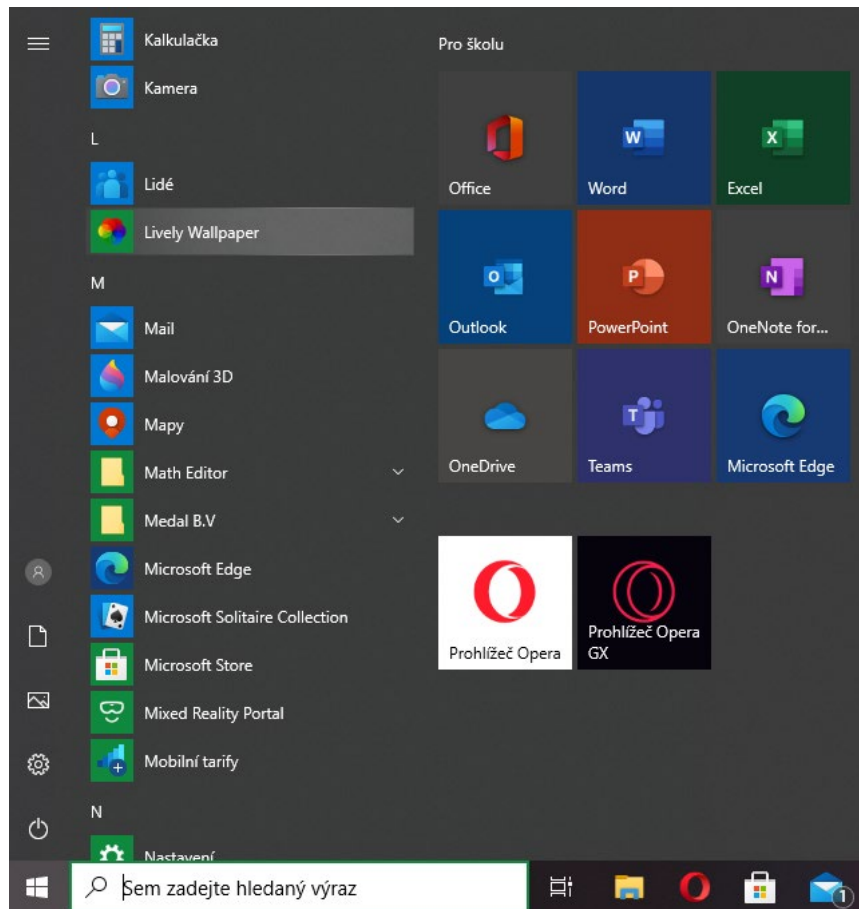 Kalkulačka
Kamera
L
Lidé
Lively Wallpaper
M
Mail
Malování 3D
Mapy
Math Editor
Medal B.V
Microsoft Edge
Microsoft Solitaire Collection
Microsoft Store
Mixed Reality Portal
Mobilní tarify
N
Nastavení
Pro školu
Office
W
Word
X
Excel
O
Outlook
P
PowerPoint
N
OneNote for...
OneDrive
T
Teams
Microsoft Edge
Prohlížeč Opera
Prohlížeč Opera
GX
Sem zadejte hledaný výraz
1